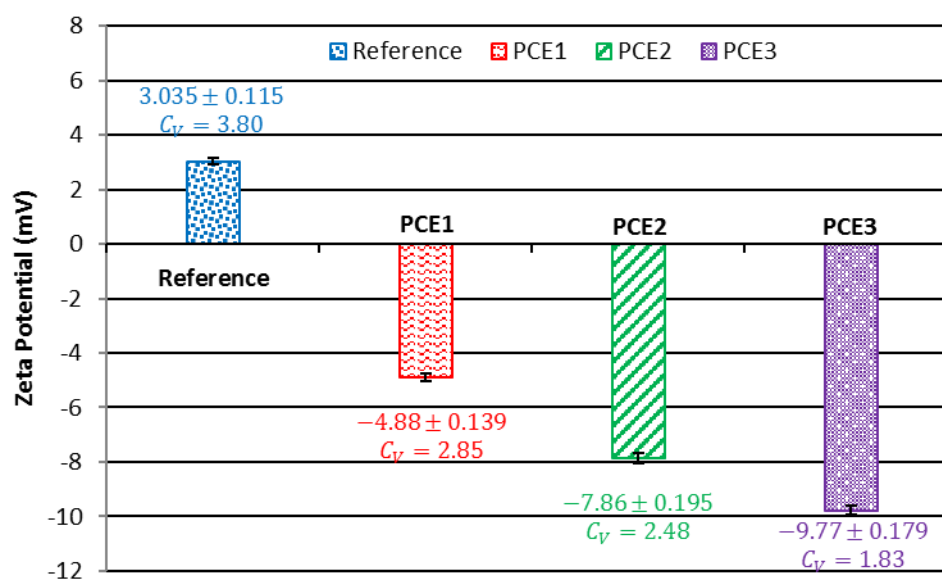 8
Reference PCE1 PCE2 PCE3
6
3.035 ± 0.115
C_V = 3.80
4
2
PCE1 PCE2 PCE3
0
Reference
-2
-4
Zeta Potential (mV)
-6
−4.88 ± 0.139
C_V = 2.85
-8
−7.86 ± 0.195
C_V = 2.48
-10
−9.77 ± 0.179
C_V = 1.83
-12